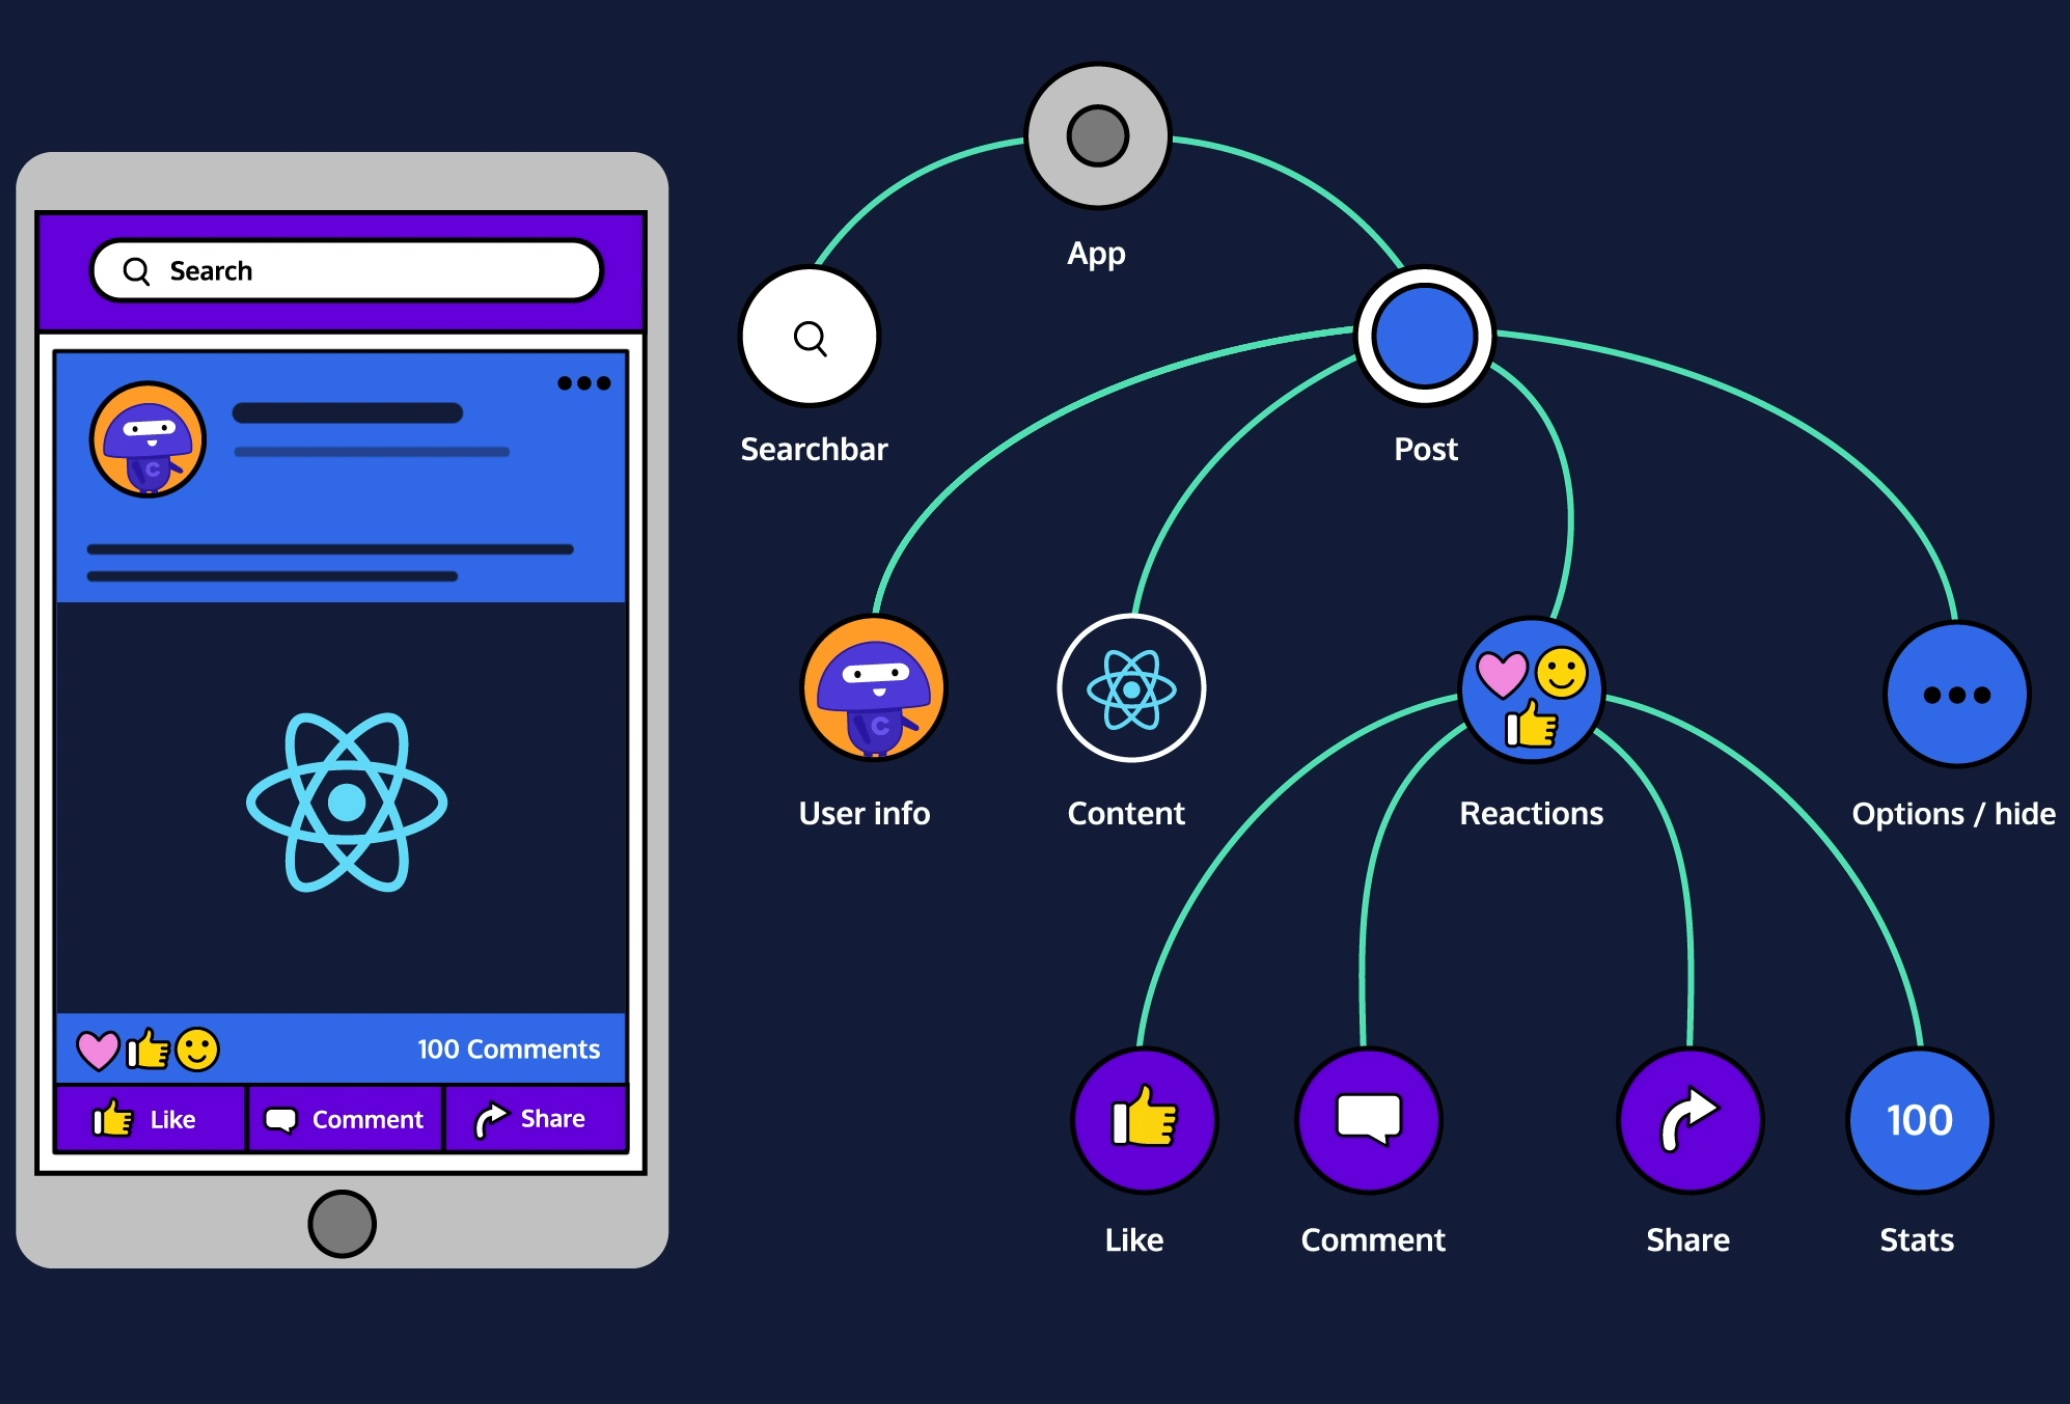 Search
100 Comments
Like
Comment
Share
App
Searchbar
Post
C
User info
Content
Reactions
Options / hide
100
Like
Comment
Share
Stats